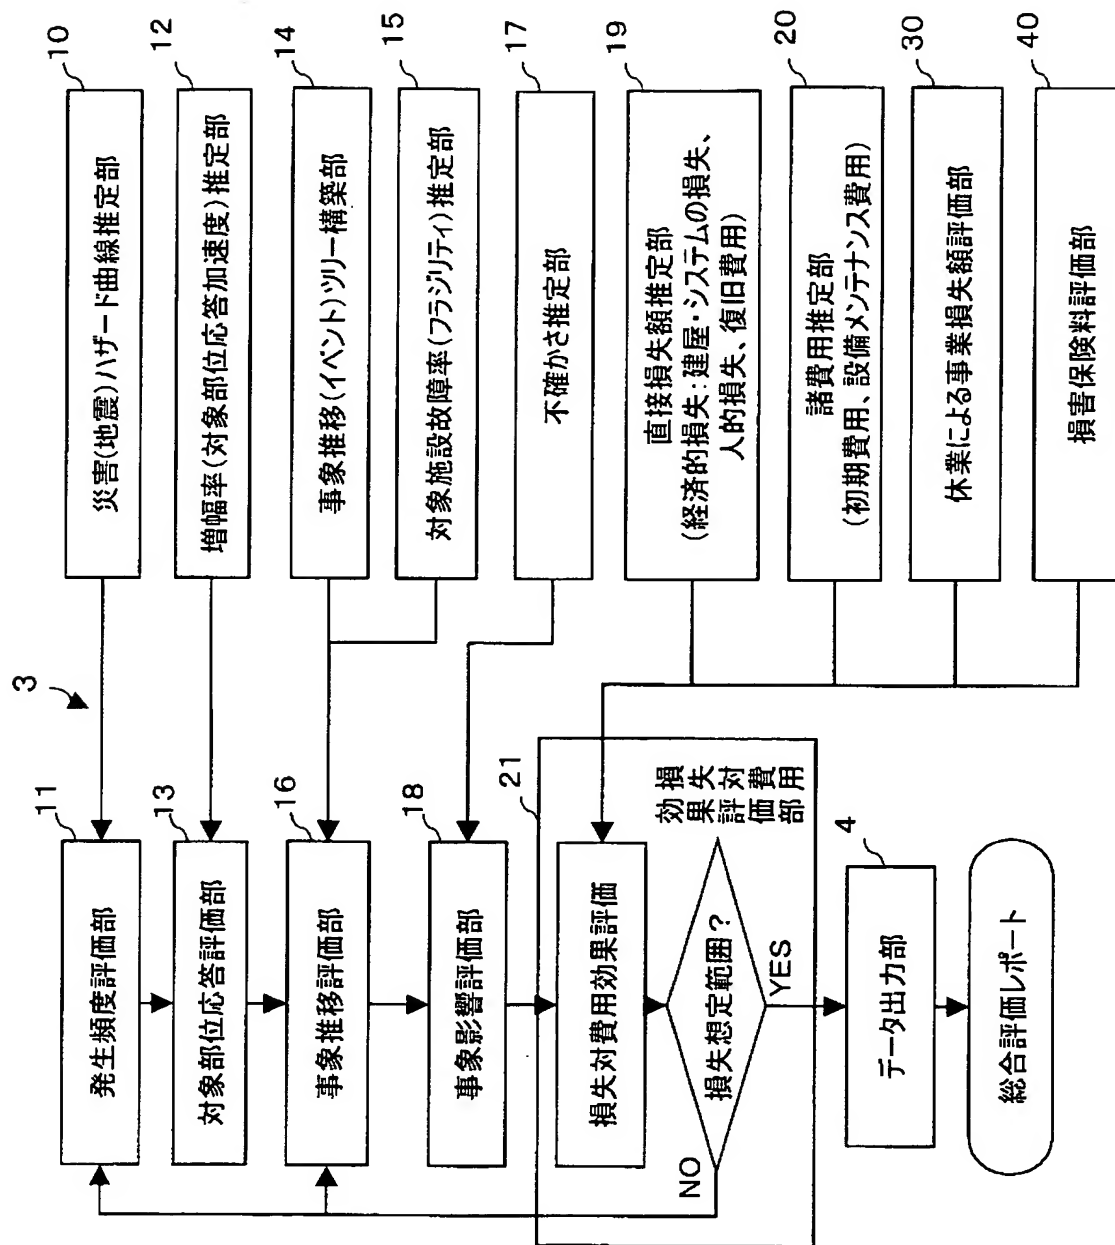 3
11
発生頻度評価部
13
対象部位応答評価部
16
事象推移評価部
18
事象影響評価部
21
損失対費用効果評価
損失対費用
効果評価部
損失想定範囲?
NO
YES
4
データ出力部
総合評価レポート
10
災害(地震)ハザード曲線推定部
12
増幅率(対象部位応答加速度)推定部
14
事象推移(イベント)ツリー構築部
15
対象施設故障率(フラジリティ)推定部
17
不確かさ推定部
19
直接損失額推定部
(経済的損失:建屋・システムの損失、
人的損失、復旧費用)
20
諸費用推定部
(初期費用、設備メンテナンス費用)
30
休業による事業損失額評価部
40
損害保険料評価部